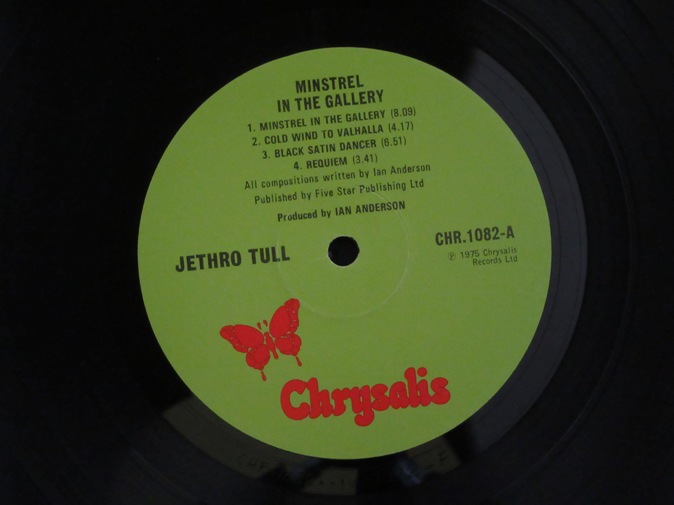 MINSTREL
IN THE GALLERY
1. MINSTREL IN THE GALLERY (8.09)
2. COLD WIND TO VALHALLA (4.17)
3. BLACK SATIN DANCER (6.51)
4. REQUIEM (3.41)
All compositions written by Ian Anderson
Published by Five Star Publishing Ltd
Produced by IAN ANDERSON
JETHRO TULL
CHR.1082-A
℗ 1975 Chrysalis
Records Ltd
Chrysalis